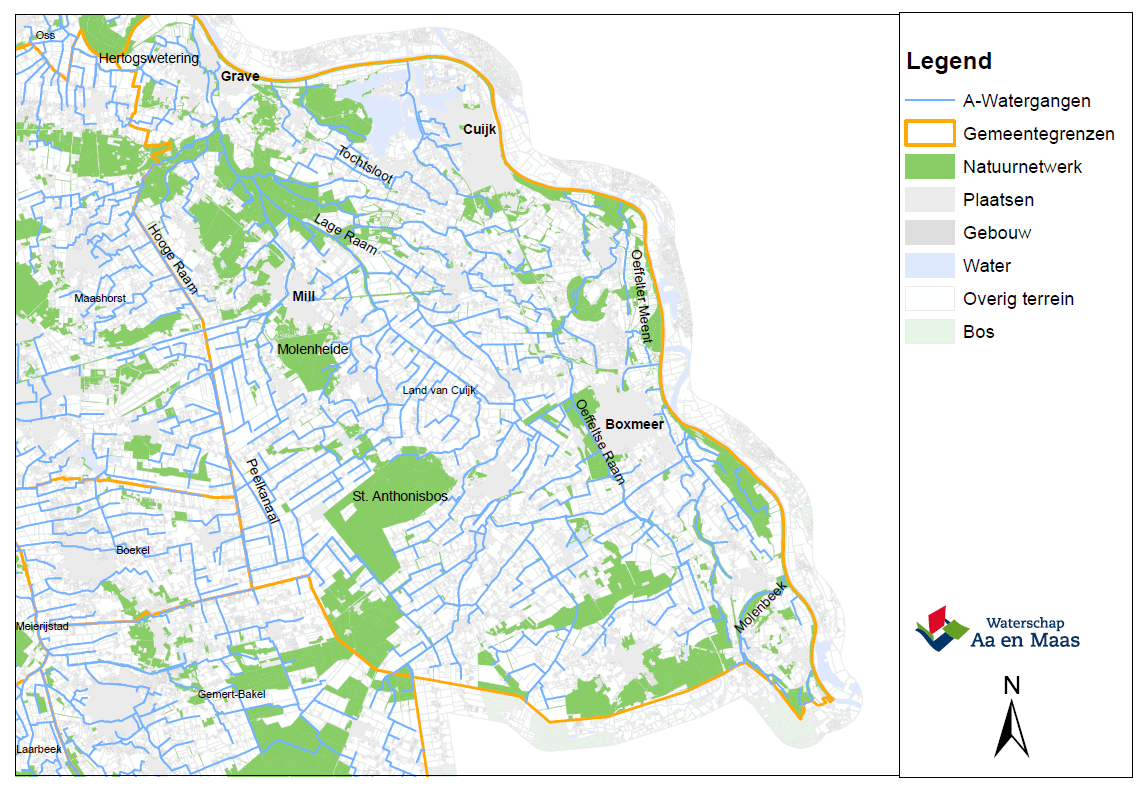 Oss
Hertogswetering
Grave
Cuijk
Tochtsloot
Lage Raam
Hooge Raam
Oeffelter Meent
Maashorst
Mill
Molenheide
Land van Cuijk
Boxmeer
Oeffeltse Raam
Peelkanaal
St. Anthonisbos
Boekel
Molenbeek
Meierijstad
Gemert-Bakel
Laarbeek
Legend
A-Watergangen
Gemeentegrenzen
Natuurnetwerk
Plaatsen
Gebouw
Water
Overig terrein
Bos
Waterschap
Aa en Maas
N